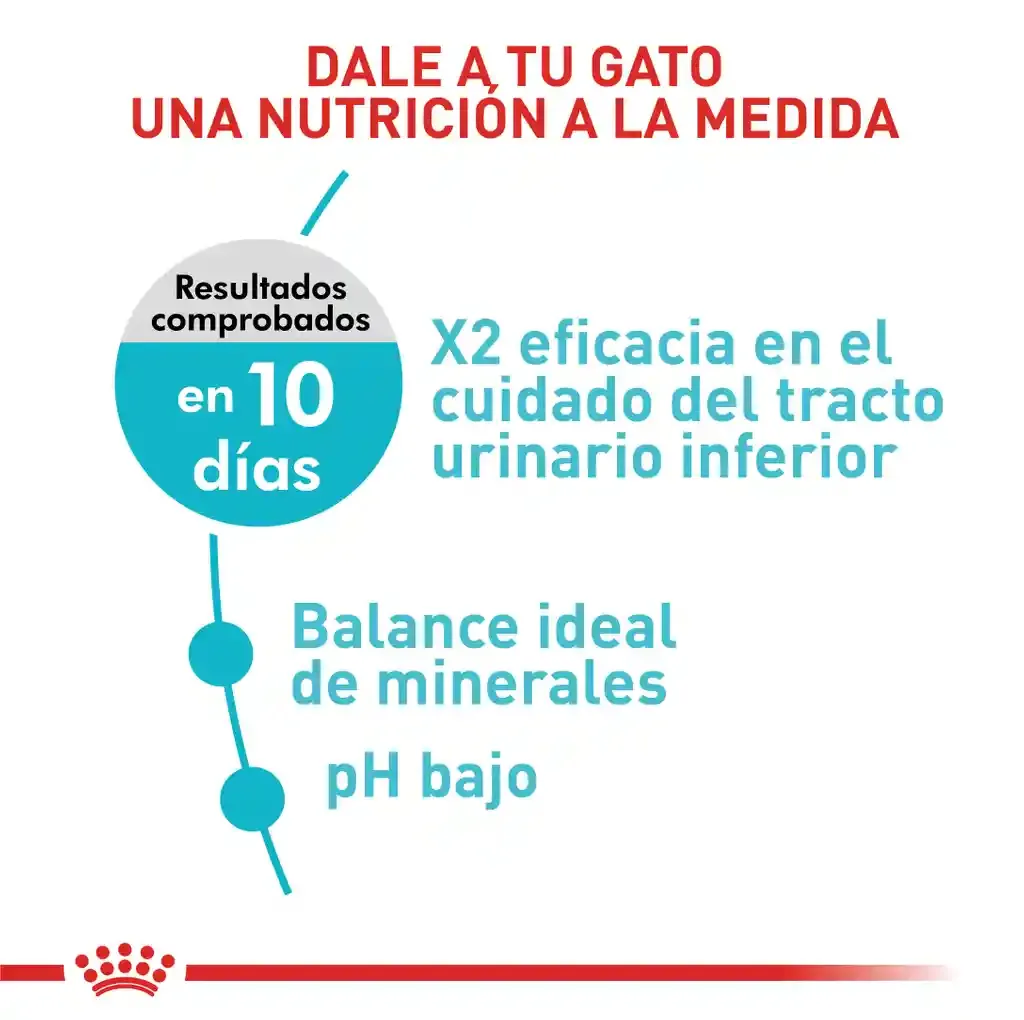 DALE A TU GATO
UNA NUTRICIÓN A LA MEDIDA
Resultados
comprobados
en 10
días
X2 eficacia en el
cuidado del tracto
urinario inferior
Balance ideal
de minerales
pH bajo